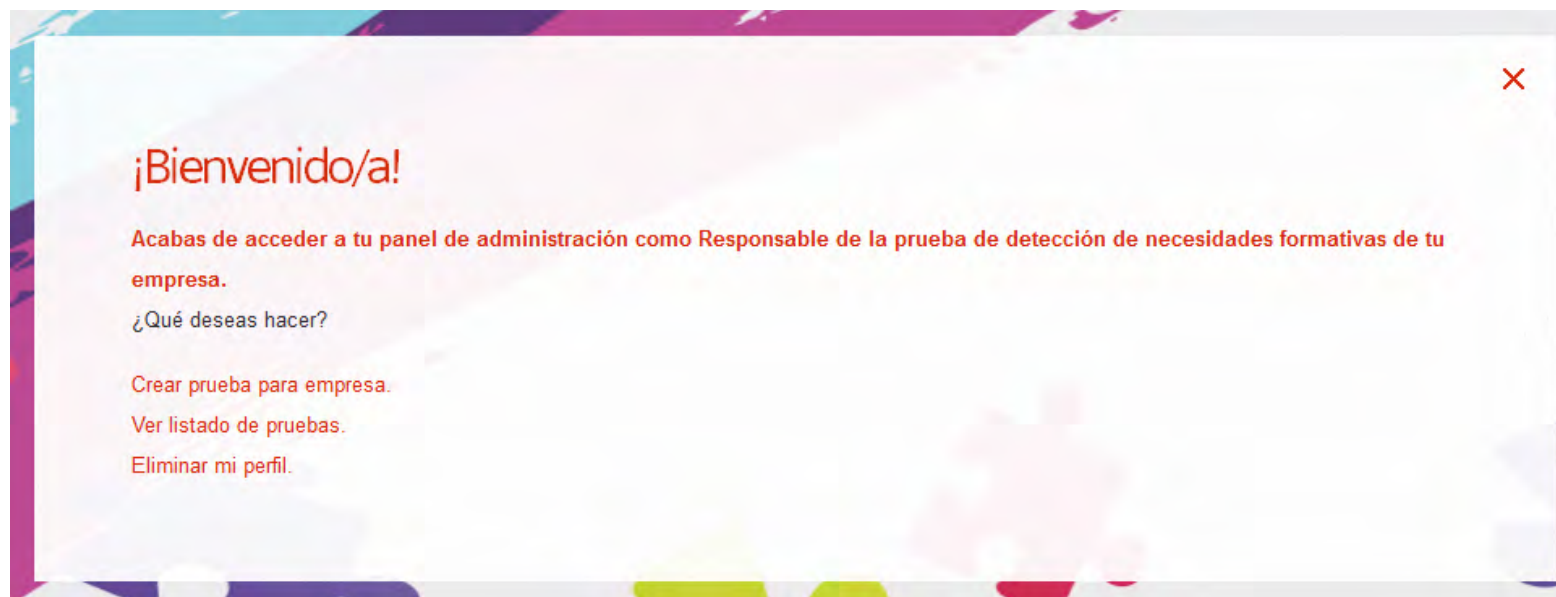 ¡Bienvenido/a!
Acabas de acceder a tu panel de administración como Responsable de la prueba de detección de necesidades formativas de tu
empresa.
¿Qué deseas hacer?
Crear prueba para empresa.
Ver listado de pruebas.
Eliminar mi perfil.